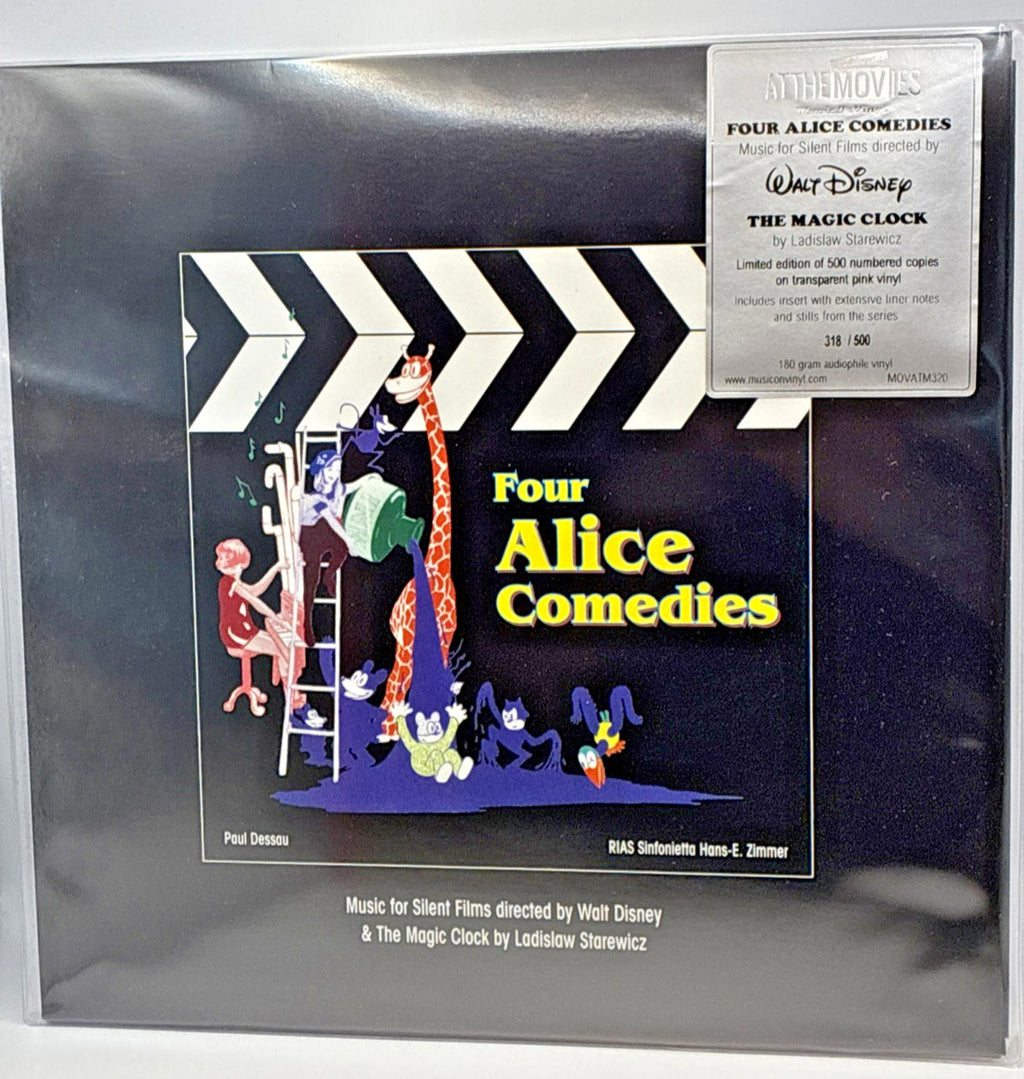 ATTHEMOVIES
FOUR ALICE COMEDIES
Music for Silent Films directed by
WALT DISNEY
THE MAGIC CLOCK
by Ladislaw Starewicz
Limited edition of 500 numbered copies
on transparent pink vinyl
Includes insert with extensive liner notes
and stills from the series
318 / 500
180 gram audiophile vinyl
www.musiconvinyl.com MOVATM320
Four
Alice
Comedies
Paul Dessau
RIAS Sinfonietta Hans-E. Zimmer
Music for Silent Films directed by Walt Disney
& The Magic Clock by Ladislaw Starewicz